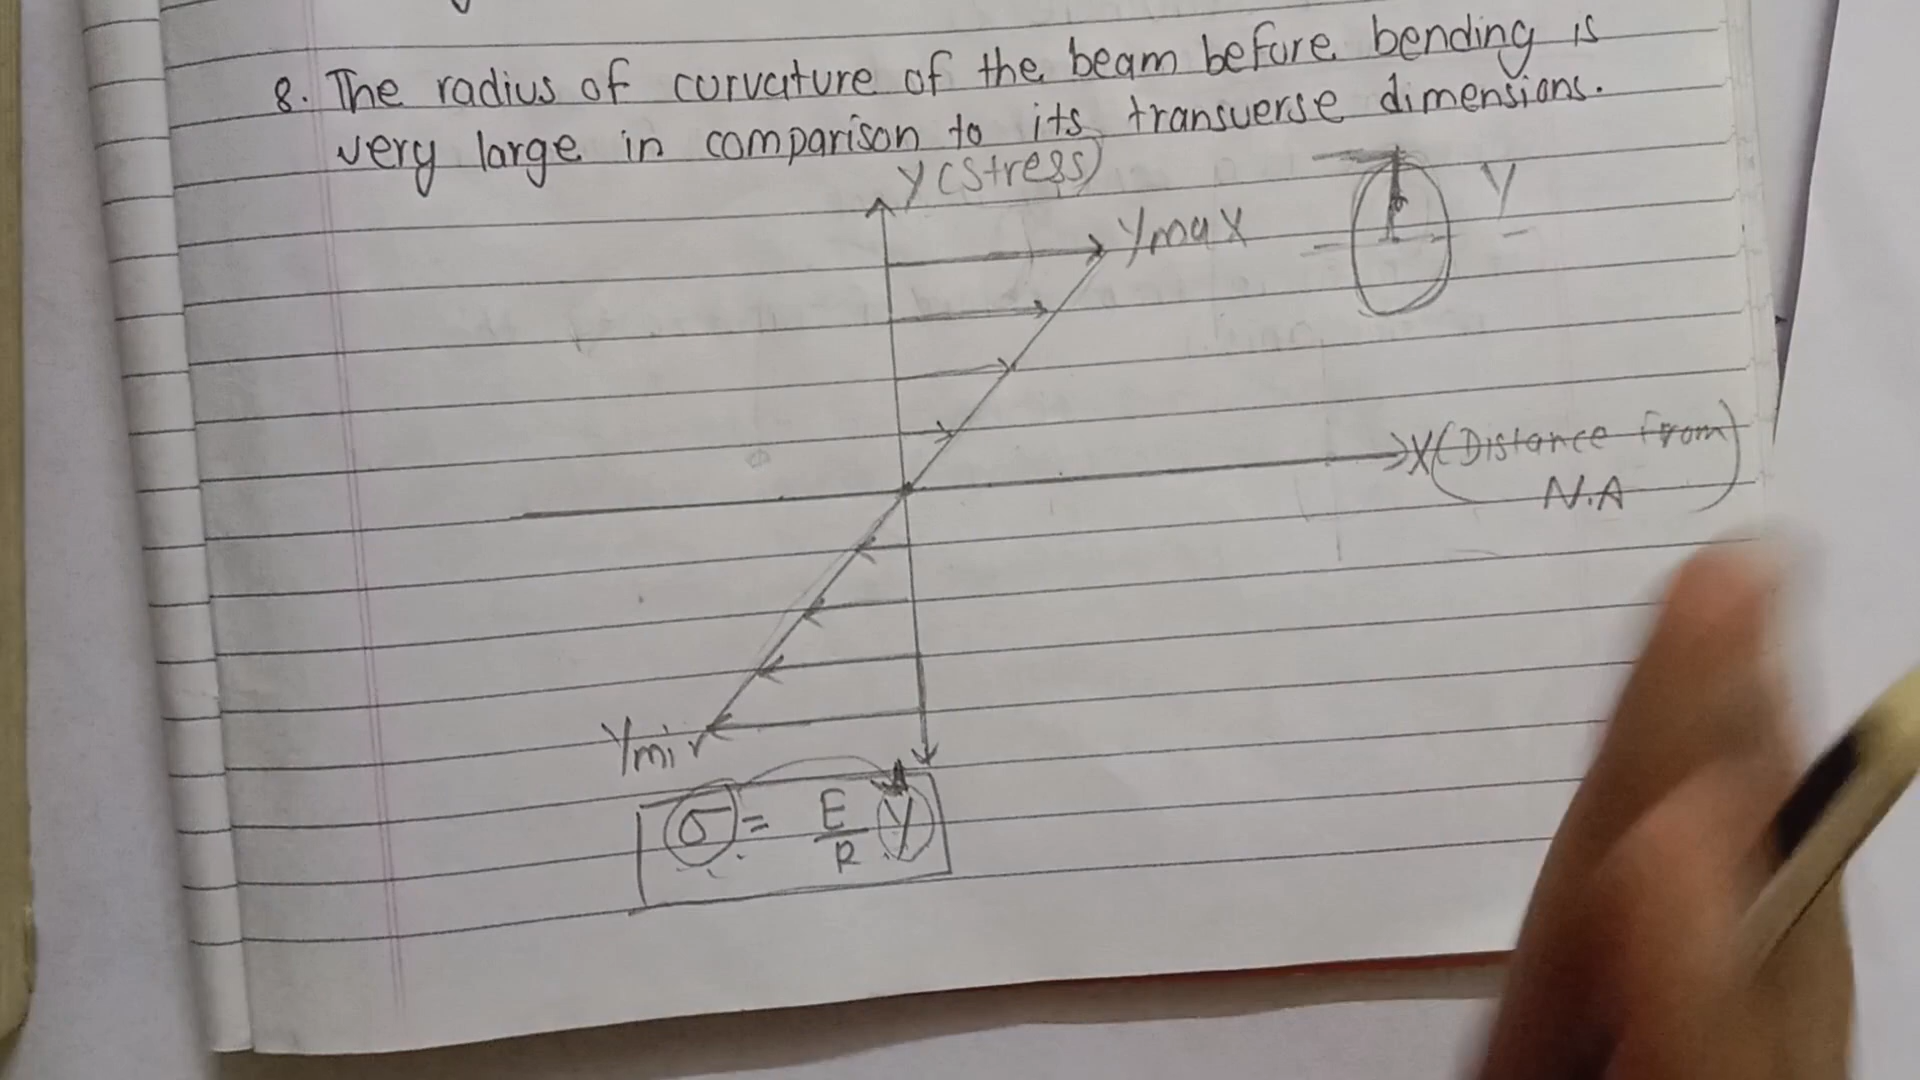 8. The radius of curvature of the beam before bending is
very large in comparison to its transverse dimensions.
Y(Stress)
Ymax
Y
X(Distance from
N.A
Ymin
σ = E/R y